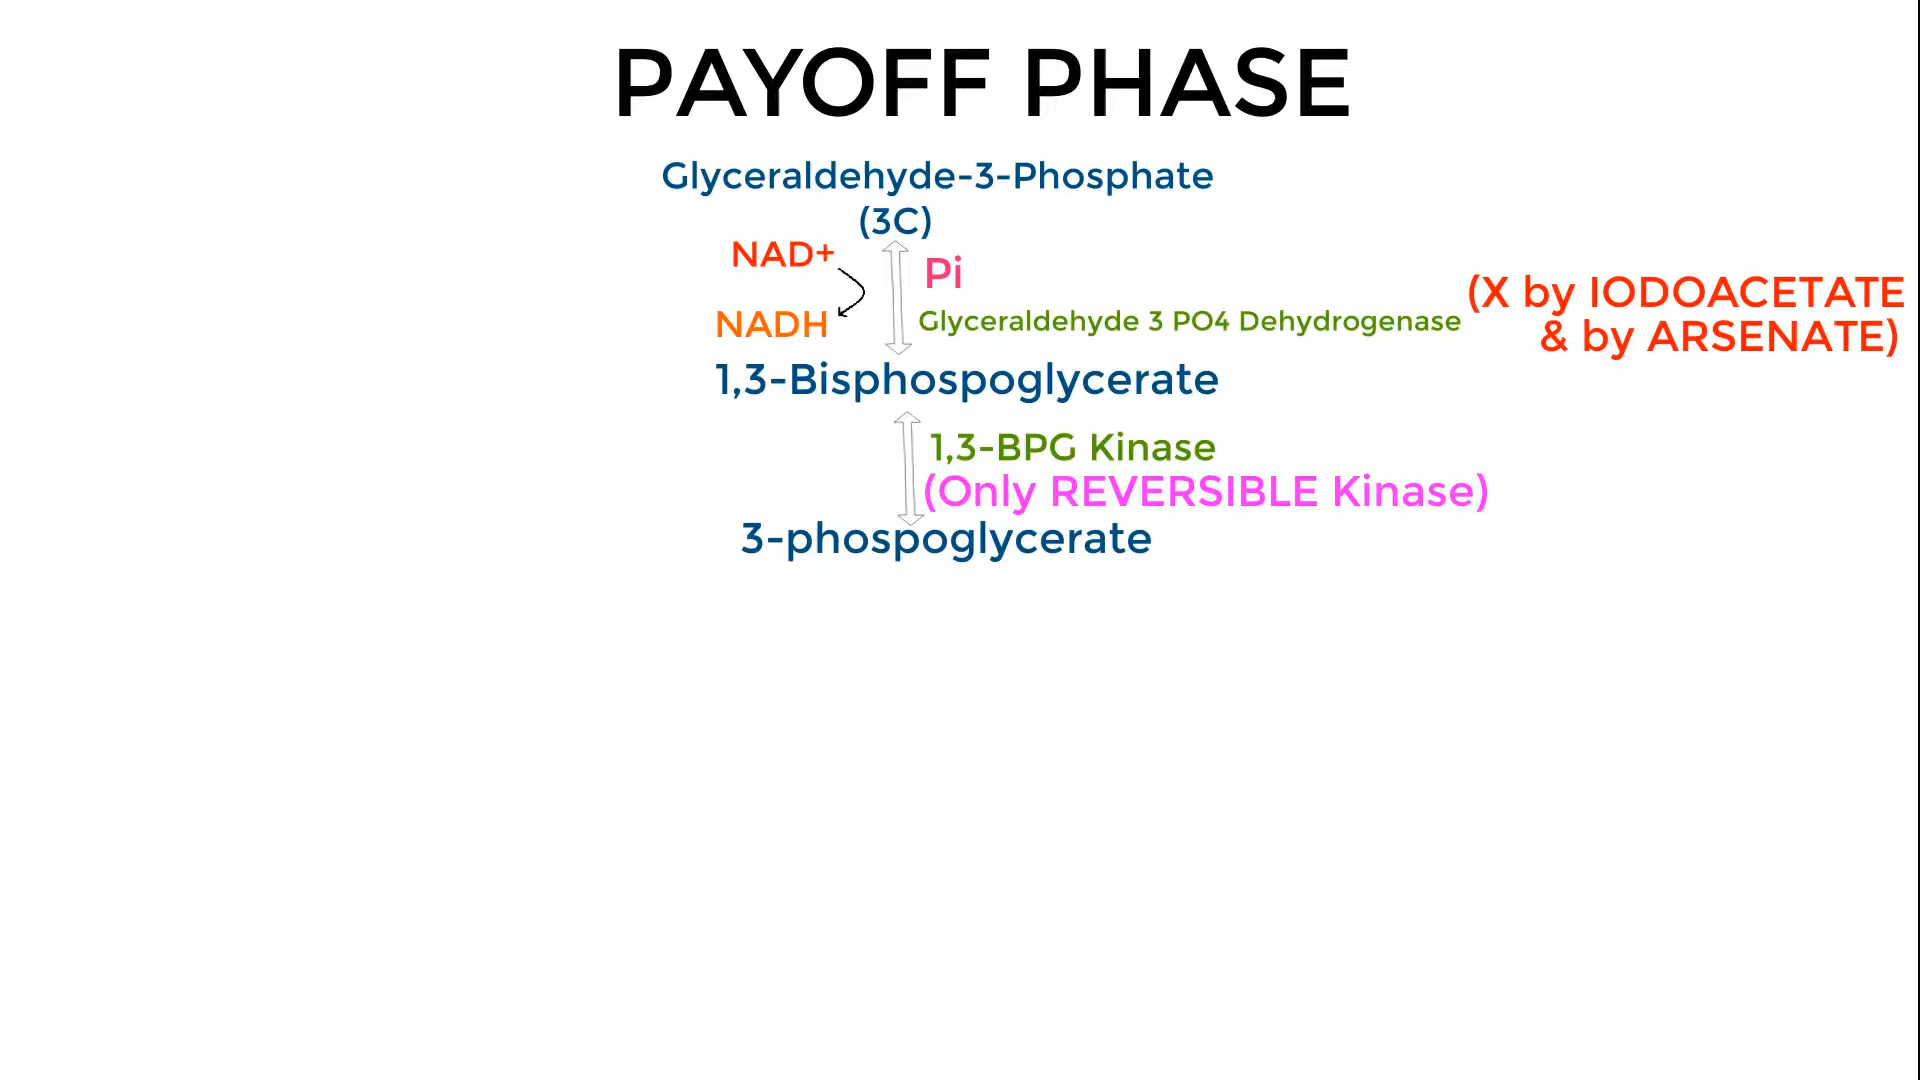 PAYOFF PHASE
Glyceraldehyde-3-Phosphate
(3C)
NAD+
Pi
NADH
Glyceraldehyde 3 PO4 Dehydrogenase
(X by IODOACETATE
& by ARSENATE)
1,3-Bisphospoglycerate
1,3-BPG Kinase
(Only REVERSIBLE Kinase)
3-phospoglycerate